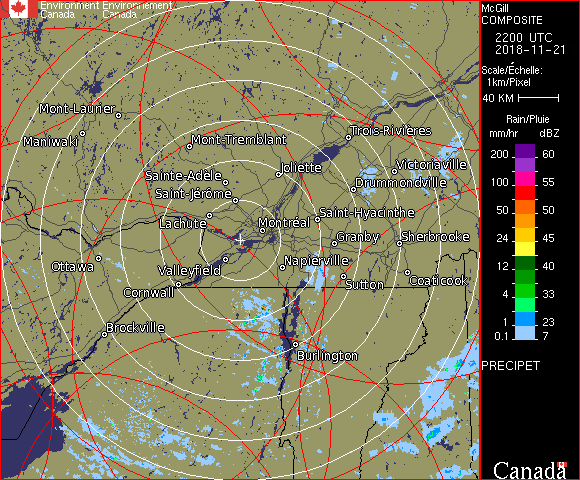 Environment Environnement
Canada Canada
McGill
COMPOSITE
2200 UTC
2018-11-21
Scale/Échelle:
1km/Pixel
40 KM
Rain/Pluie
mm/hr dBZ
200 60
100 55
50 50
24 45
12 40
4 33
1 23
0.1 7
PRECIPET
Canada
Mont-Laurier
Maniwaki
Mont-Tremblant
Trois-Rivières
Sainte-Adèle
Joliette
Victoriaville
Saint-Jérôme
Drummondville
Lachute
Montréal
Saint-Hyacinthe
Granby
Sherbrooke
Ottawa
Valleyfield
Napierville
Cornwall
Sutton
Coaticook
Brockville
Burlington